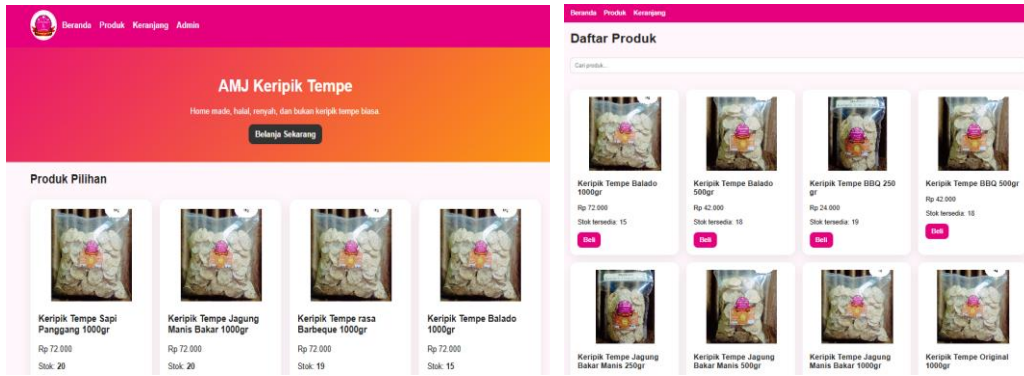 Beranda Produk Keranjang Admin
AMJ Keripik Tempe
Home made, halal, renyah, dan bukan keripik tempe biasa.
Belanja Sekarang
Produk Pilihan
Keripik Tempe Sapi
Panggang 1000gr
Rp 72.000
Stok: 20
Keripik Tempe Jagung
Manis Bakar 1000gr
Rp 72.000
Stok: 20
Keripik Tempe rasa
Barbeque 1000gr
Rp 72.000
Stok: 19
Keripik Tempe Balado
1000gr
Rp 72.000
Stok: 15
Beranda Produk Keranjang
Daftar Produk
Cari produk...
Keripik Tempe Balado
1000gr
Rp 72.000
Stok tersedia: 15
Beli
Keripik Tempe Balado
500gr
Rp 42.000
Stok tersedia: 18
Beli
Keripik Tempe BBQ 250
gr
Rp 24.000
Stok tersedia: 19
Beli
Keripik Tempe BBQ 500gr
Rp 42.000
Stok tersedia: 18
Beli
Keripik Tempe Jagung
Bakar Manis 250gr
Keripik Tempe Jagung
Bakar Manis 500gr
Keripik Tempe Jagung
Manis Bakar 1000gr
Keripik Tempe Original
1000gr